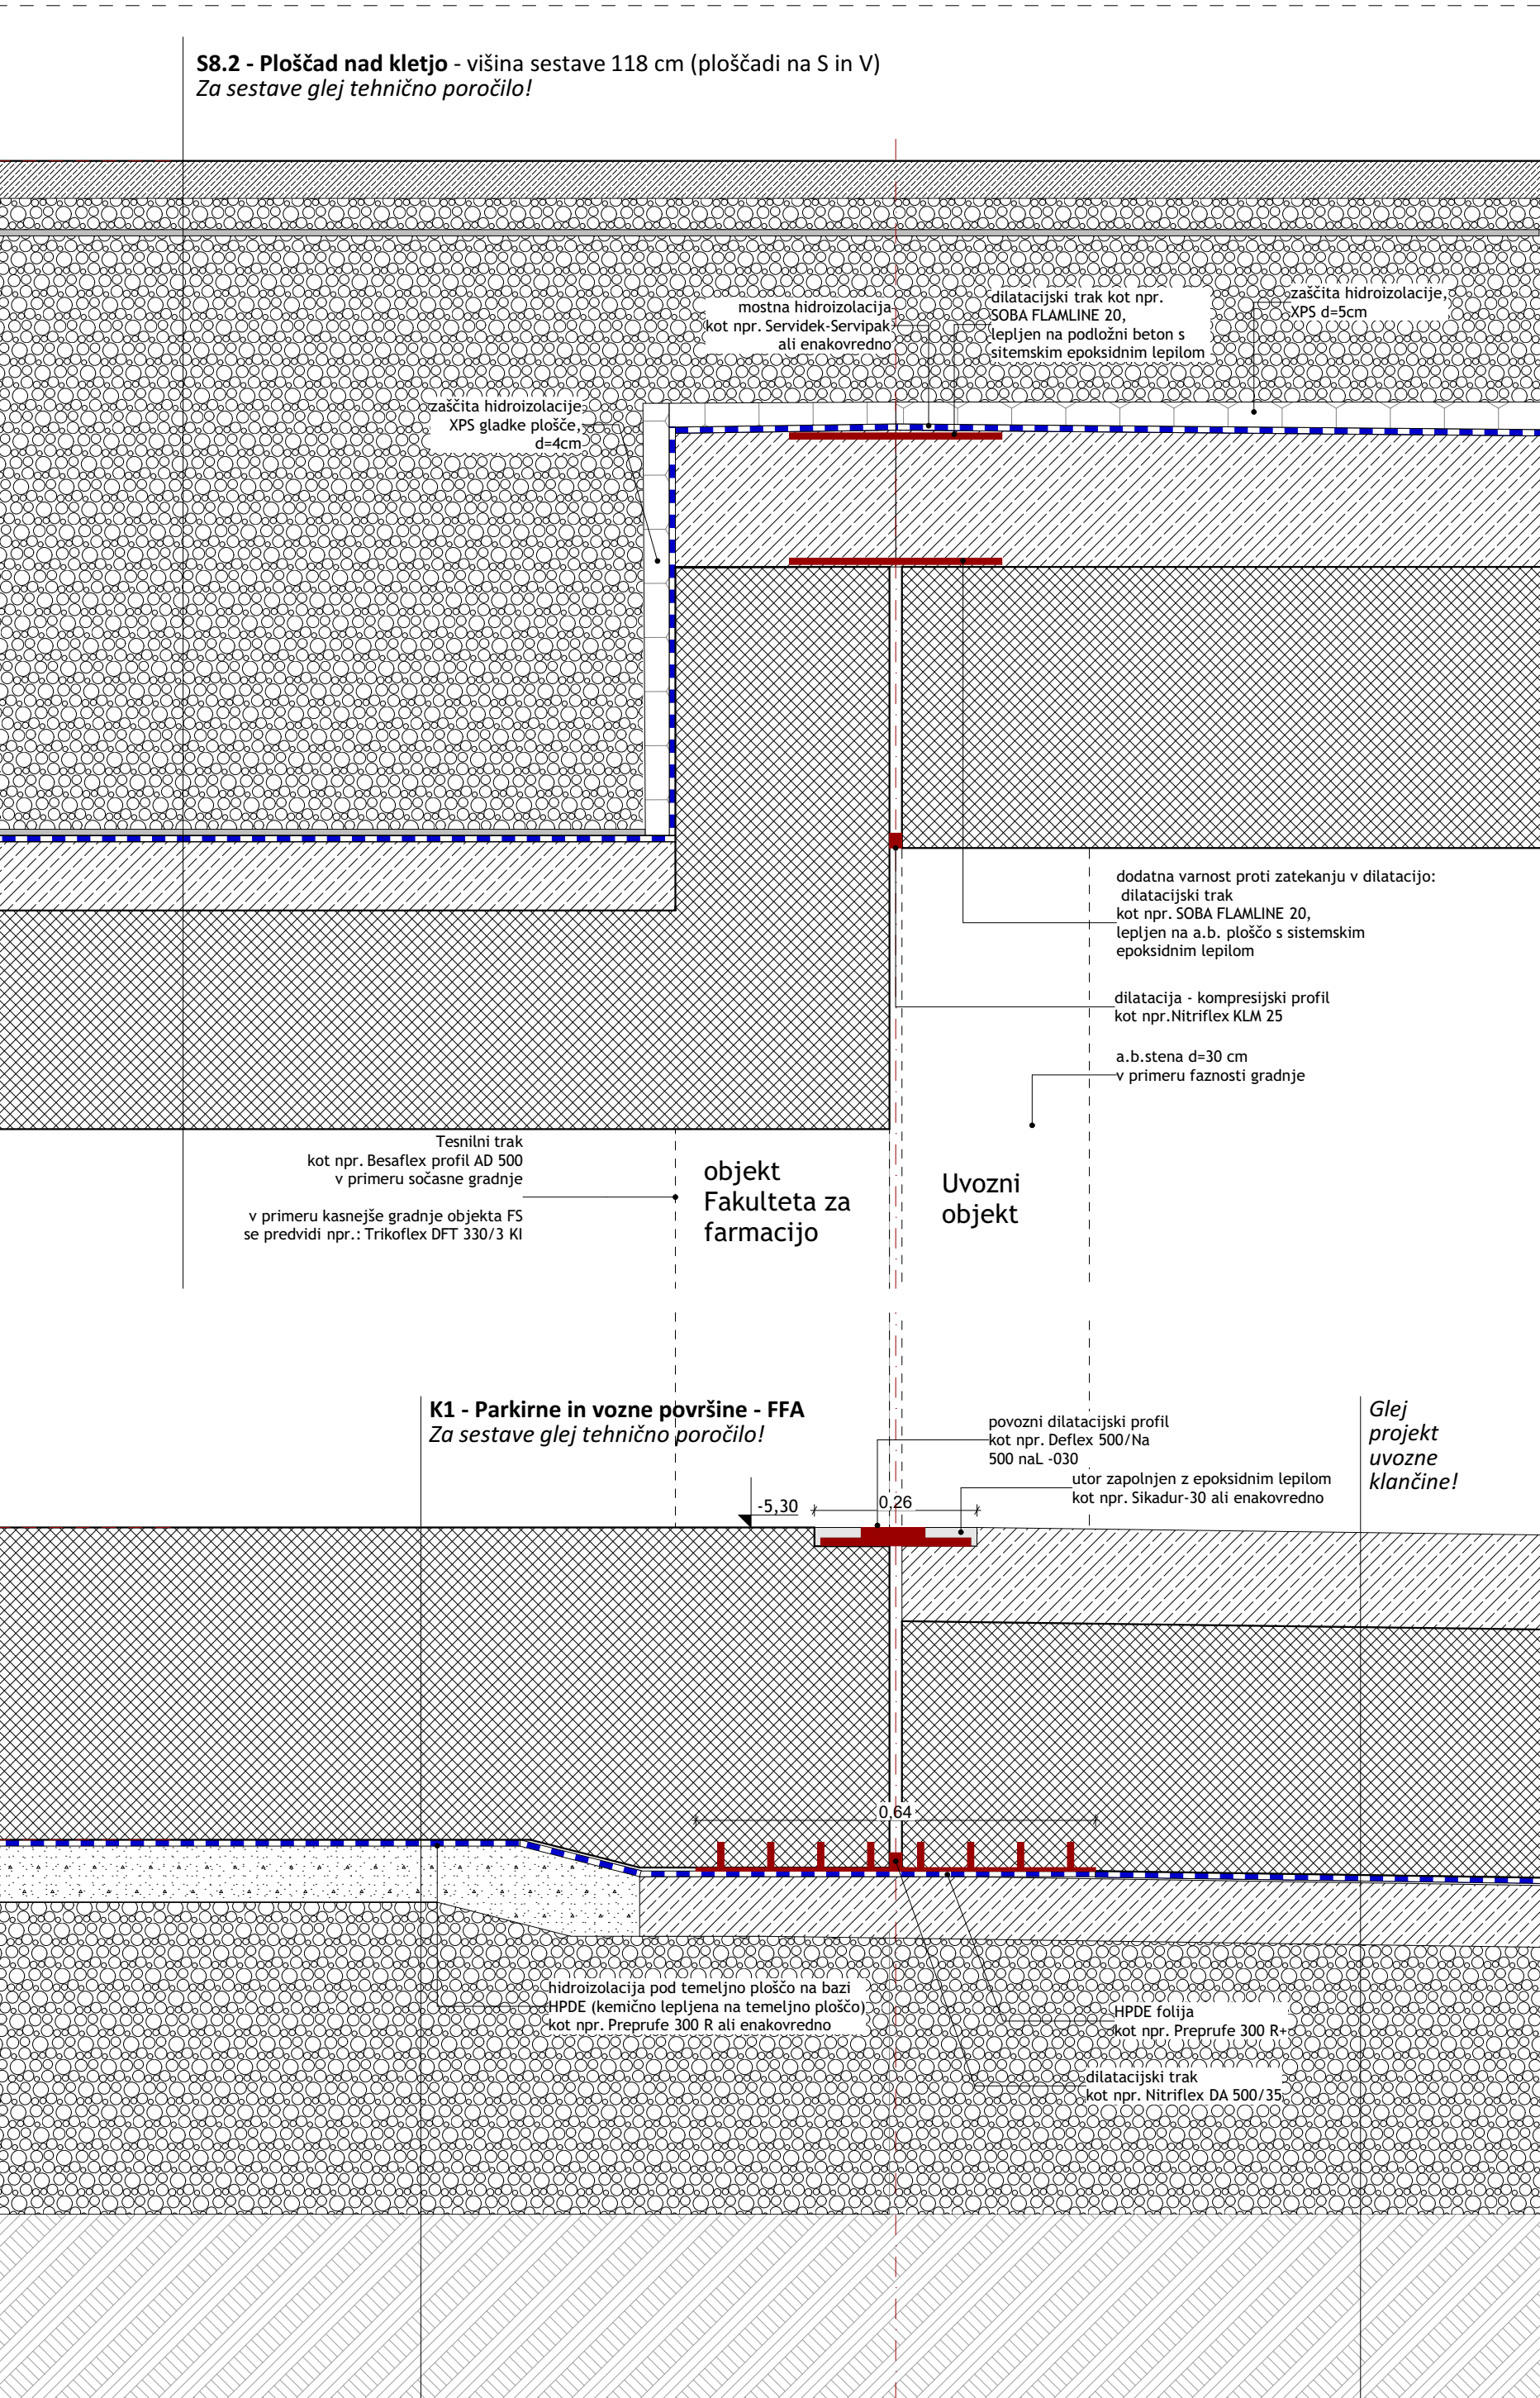 S8.2 - Ploščad nad kletjo - višina sestave 118 cm (ploščadi na S in V)
Za sestave glej tehnično poročilo!
mostna hidroizolacija
kot npr. Servidek-Servipak
ali enakovredno
dilatacijski trak kot npr.
SOBA FLAMLINE 20,
lepljen na podložni beton s
sitemskim epoksidnim lepilom
zaščita hidroizolacije,
XPS d=5cm
zaščita hidroizolacije
XPS gladke plošče,
d=4cm
dodatna varnost proti zatekanju v dilatacijo:
dilatacijski trak
kot npr. SOBA FLAMLINE 20,
lepljen na a.b. ploščo s sistemskim
epoksidnim lepilom
dilatacija - kompresijski profil
kot npr.Nitriflex KLM 25
a.b.stena d=30 cm
v primeru faznosti gradnje
Tesnilni trak
kot npr. Besaflex profil AD 500
v primeru sočasne gradnje
v primeru kasnejše gradnje objekta FS
se predvidi npr.: Trikoflex DFT 330/3 KI
objekt
Fakulteta za
farmacijo
Uvozni
objekt
K1 - Parkirne in vozne površine - FFA
Za sestave glej tehnično poročilo!
povozni dilatacijski profil
kot npr. Deflex 500/Na
500 naL -030
utor zapolnjen z epoksidnim lepilom
kot npr. Sikadur-30 ali enakovredno
Glej
projekt
uvozne
klančine!
-5,30
0,26
0,64
hidroizolacija pod temeljno ploščo na bazi
HPDE (kemično lepljena na temeljno ploščo)
kot npr. Preprufe 300 R ali enakovredno
HPDE folija
kot npr. Preprufe 300 R+
dilatacijski trak
kot npr. Nitriflex DA 500/35